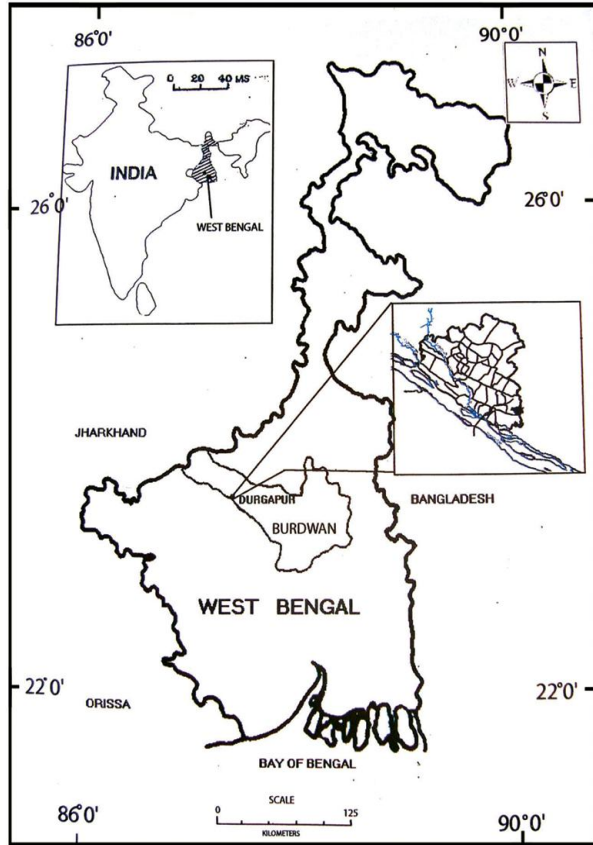 86°0'
90°0'
N
W E
S
0 20 40 MS
INDIA
WEST BENGAL
26°0'
26°0'
JHARKHAND
DURGAPUR
BURDWAN
BANGLADESH
WEST BENGAL
22°0'
22°0'
ORISSA
BAY OF BENGAL
SCALE
0 125
KILOMETERS
86°0'
90°0'